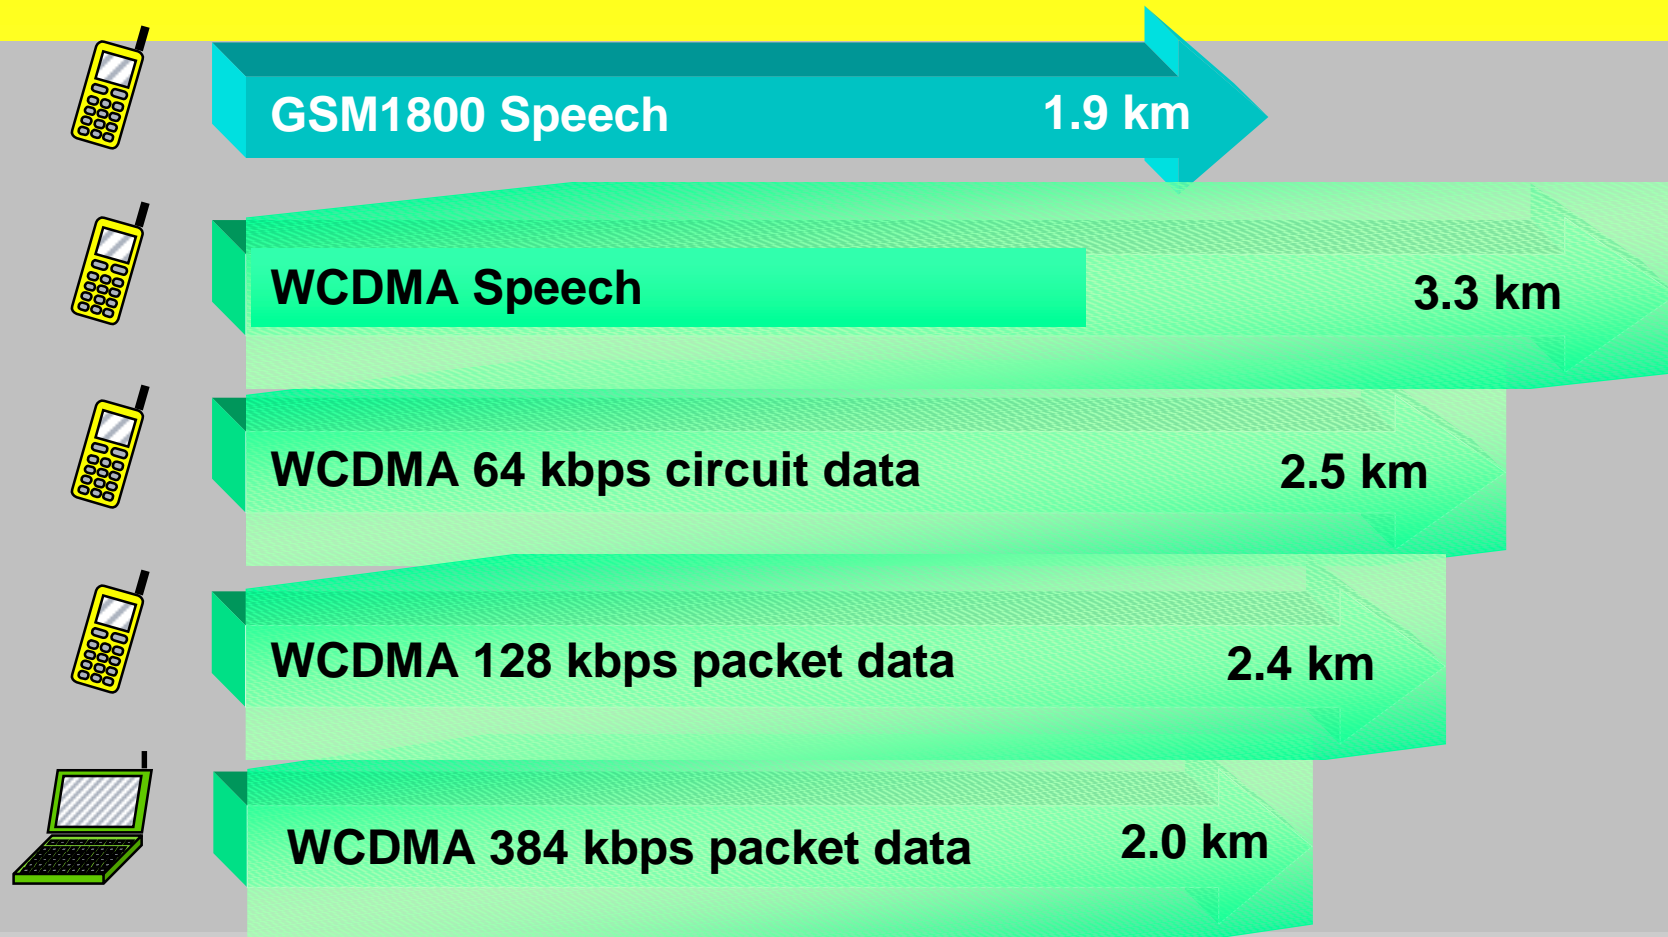 GSM1800 Speech 1.9 km
WCDMA Speech 3.3 km
WCDMA 64 kbps circuit data 2.5 km
WCDMA 128 kbps packet data 2.4 km
WCDMA 384 kbps packet data 2.0 km